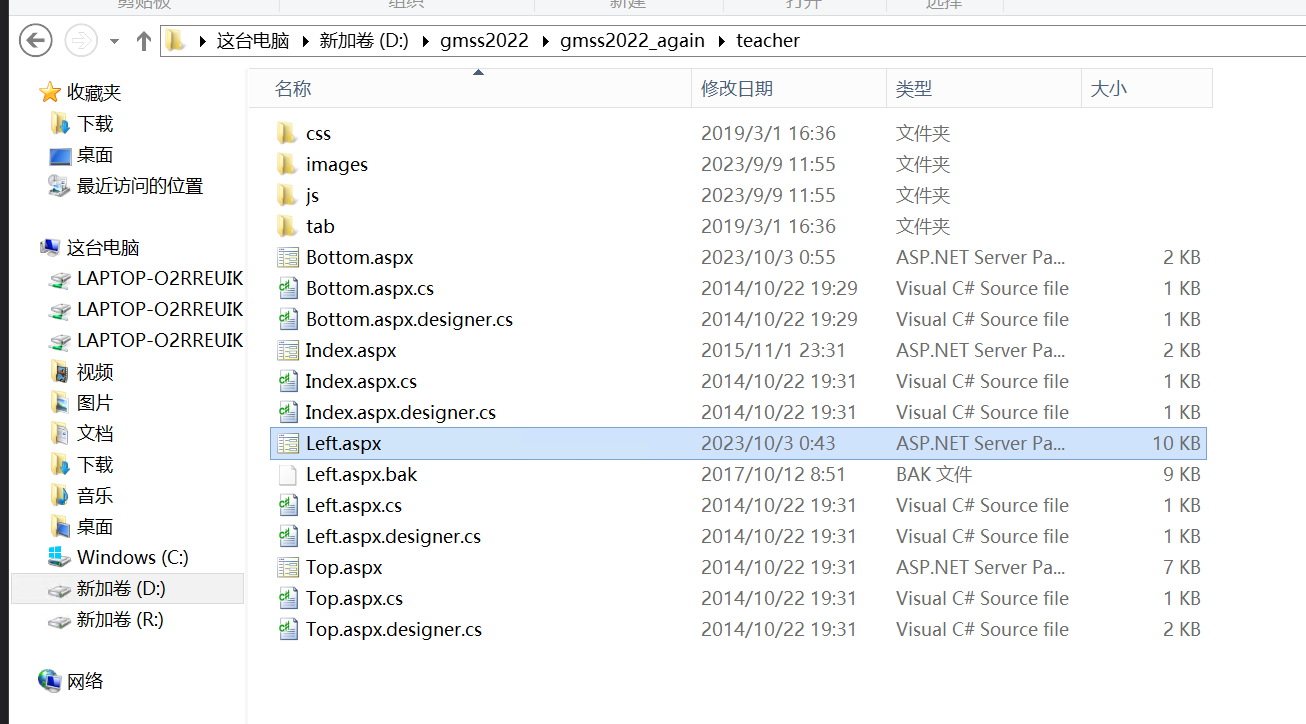 剪贴板 组织 新建 打开 选择
这台电脑 新加卷 (D:) gmss2022 gmss2022_again teacher
收藏夹
下载
桌面
最近访问的位置
这台电脑
LAPTOP-O2RREUIK
LAPTOP-O2RREUIK
LAPTOP-O2RREUIK
视频
图片
文档
下载
音乐
桌面
Windows (C:)
新加卷 (D:)
新加卷 (R:)
网络
名称 修改日期 类型 大小
css 2019/3/1 16:36 文件夹
images 2023/9/9 11:55 文件夹
js 2023/9/9 11:55 文件夹
tab 2019/3/1 16:36 文件夹
Bottom.aspx 2023/10/3 0:55 ASP.NET Server Pa... 2 KB
Bottom.aspx.cs 2014/10/22 19:29 Visual C# Source file 1 KB
Bottom.aspx.designer.cs 2014/10/22 19:29 Visual C# Source file 1 KB
Index.aspx 2015/11/1 23:31 ASP.NET Server Pa... 2 KB
Index.aspx.cs 2014/10/22 19:31 Visual C# Source file 1 KB
Index.aspx.designer.cs 2014/10/22 19:31 Visual C# Source file 1 KB
Left.aspx 2023/10/3 0:43 ASP.NET Server Pa... 10 KB
Left.aspx.bak 2017/10/12 8:51 BAK 文件 9 KB
Left.aspx.cs 2014/10/22 19:31 Visual C# Source file 1 KB
Left.aspx.designer.cs 2014/10/22 19:31 Visual C# Source file 1 KB
Top.aspx 2014/10/22 19:31 ASP.NET Server Pa... 7 KB
Top.aspx.cs 2014/10/22 19:31 Visual C# Source file 1 KB
Top.aspx.designer.cs 2014/10/22 19:31 Visual C# Source file 2 KB